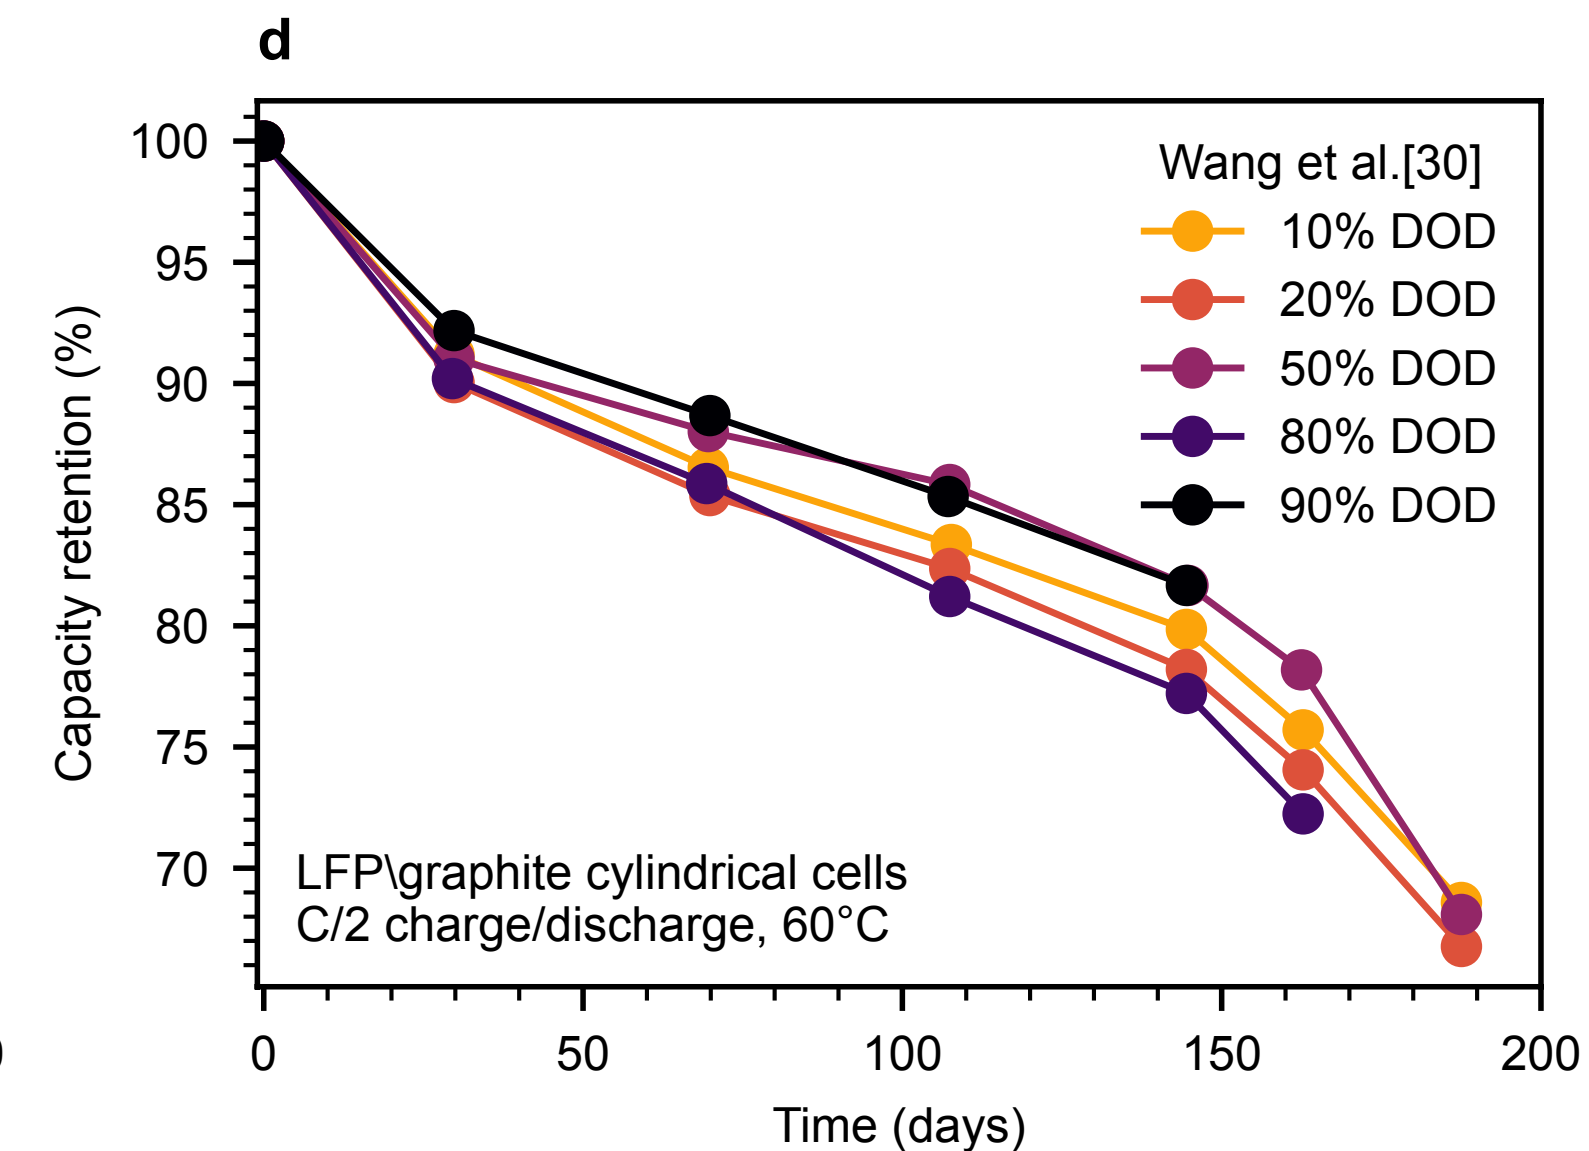 d
100
95
90
85
80
75
70
Capacity retention (%)
Wang et al.[30]
10% DOD
20% DOD
50% DOD
80% DOD
90% DOD
LFP\graphite cylindrical cells
C/2 charge/discharge, 60°C
0 50 100 150 200
Time (days)